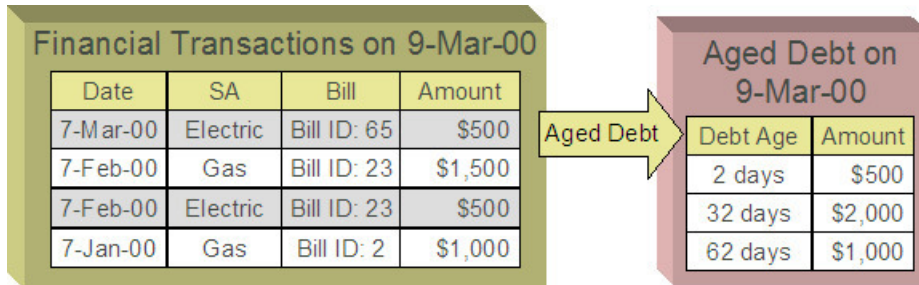 Financial Transactions on 9-Mar-00
Date SA Bill Amount
7-Mar-00 Electric Bill ID: 65 $500
7-Feb-00 Gas Bill ID: 23 $1,500
7-Feb-00 Electric Bill ID: 23 $500
7-Jan-00 Gas Bill ID: 2 $1,000
Aged Debt
Aged Debt on
9-Mar-00
Debt Age Amount
2 days $500
32 days $2,000
62 days $1,000